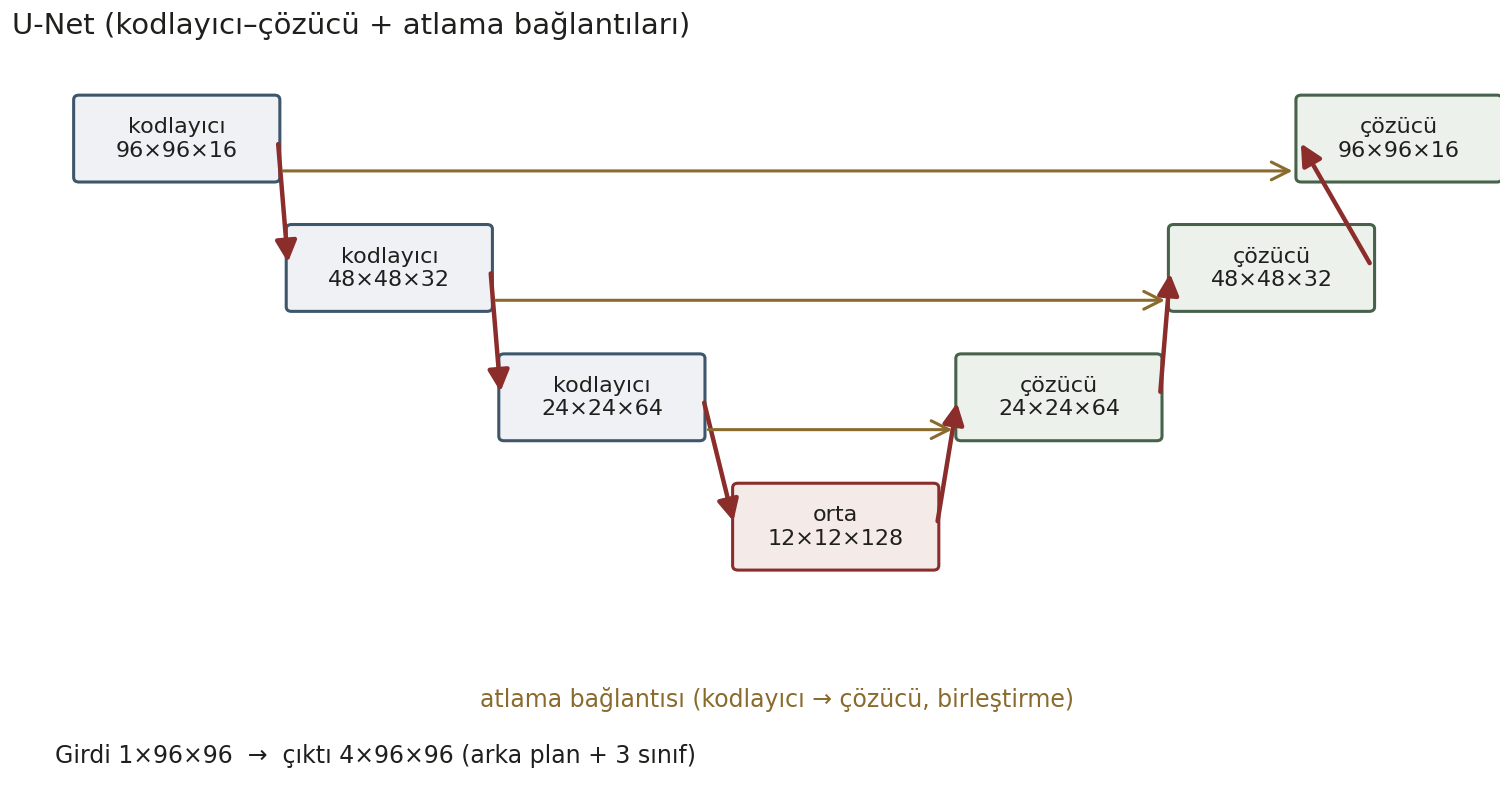 U-Net (kodlayıcı–çözücü + atlama bağlantıları)
kodlayıcı
96×96×16
çözücü
96×96×16
kodlayıcı
48×48×32
çözücü
48×48×32
kodlayıcı
24×24×64
çözücü
24×24×64
orta
12×12×128
atlama bağlantısı (kodlayıcı → çözücü, birleştirme)
Girdi 1×96×96 → çıktı 4×96×96 (arka plan + 3 sınıf)